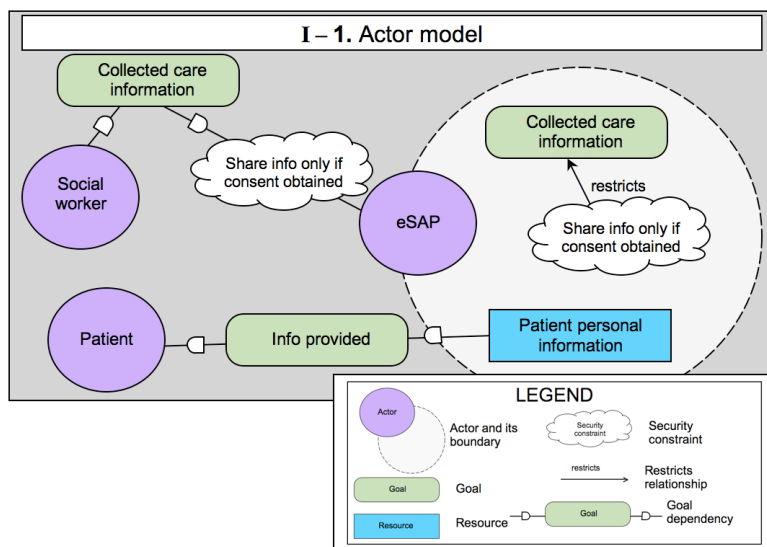 I – 1. Actor model
Collected care
information
Share info only if
consent obtained
Social
worker
eSAP
Collected care
information
restricts
Share info only if
consent obtained
Patient
Info provided
Patient personal
information
LEGEND
Actor
Actor and its
boundary
Security
constraint
Security
constraint
Goal
Goal
restricts
Restricts
relationship
Resource
Resource
Goal
Goal
dependency